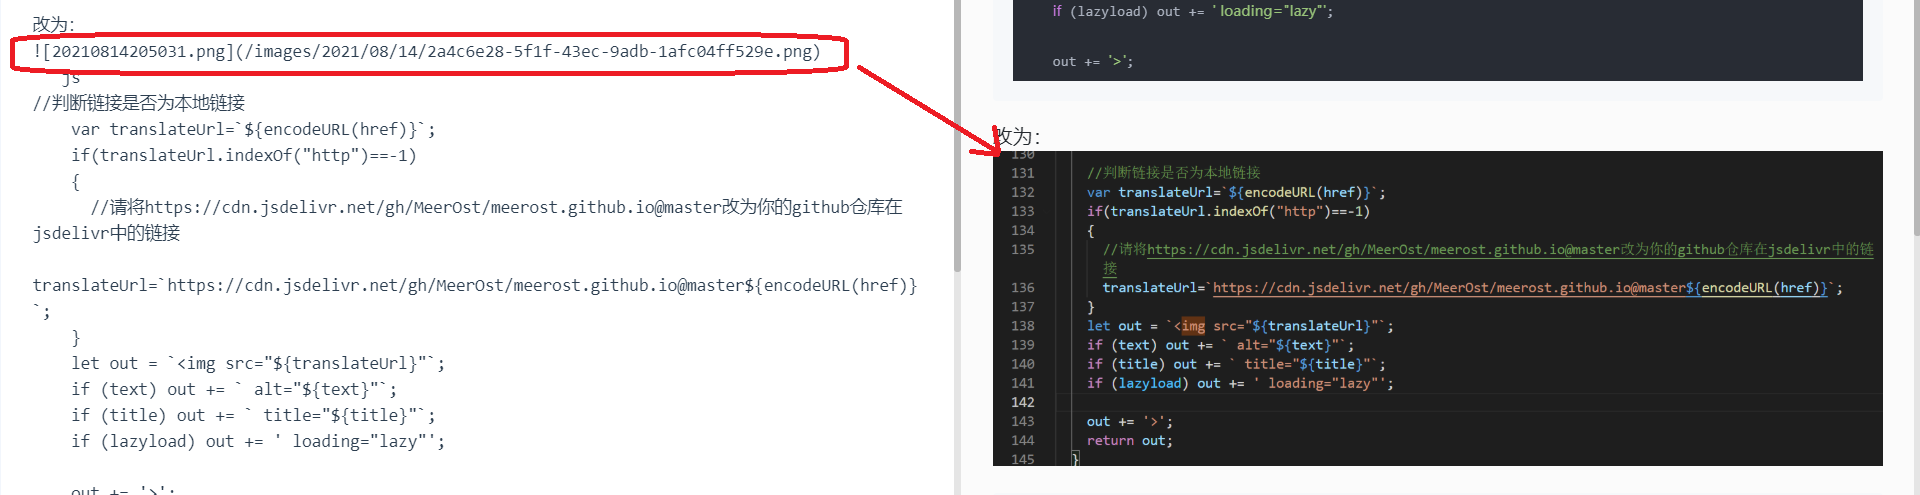 改为:
![20210814205031.png](/images/2021/08/14/2a4c6e28-5f1f-43ec-9adb-1afc04ff529e.png)
js
//判断链接是否为本地链接
var translateUrl=`${encodeURL(href)}`;
if(translateUrl.indexOf("http")==-1)
{
//请将https://cdn.jsdelivr.net/gh/MeerOst/meerost.github.io@master改为你的github仓库在
jsdelivr中的链接
translateUrl=`https://cdn.jsdelivr.net/gh/MeerOst/meerost.github.io@master${encodeURL(href)}
`;
}
let out = `<img src="${translateUrl}"`;
if (text) out += ` alt="${text}"`;
if (title) out += ` title="${title}"`;
if (lazyload) out += ' loading="lazy"';
out += '>';
if (lazyload) out += ' loading="lazy"';
out += '>';
改为:
130
131 //判断链接是否为本地链接
132 var translateUrl=`${encodeURL(href)}`;
133 if(translateUrl.indexOf("http")==-1)
134 {
135 //请将https://cdn.jsdelivr.net/gh/MeerOst/meerost.github.io@master改为你的github仓库在jsdelivr中的链
接
136 translateUrl=`https://cdn.jsdelivr.net/gh/MeerOst/meerost.github.io@master${encodeURL(href)}`;
137 }
138 let out = `<img src="${translateUrl}"`;
139 if (text) out += ` alt="${text}"`;
140 if (title) out += ` title="${title}"`;
141 if (lazyload) out += ' loading="lazy"';
142
143 out += '>';
144 return out;
145 }